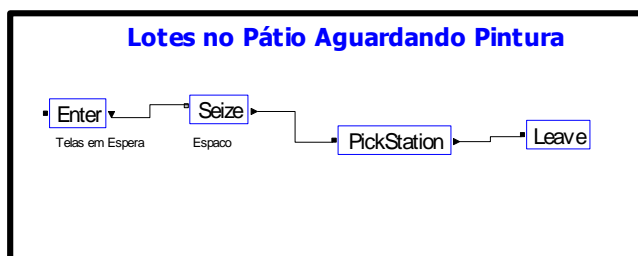 Lotes no Pátio Aguardando Pintura
Enter
Seize
Telas em Espera
Espaco
PickStation
Leave